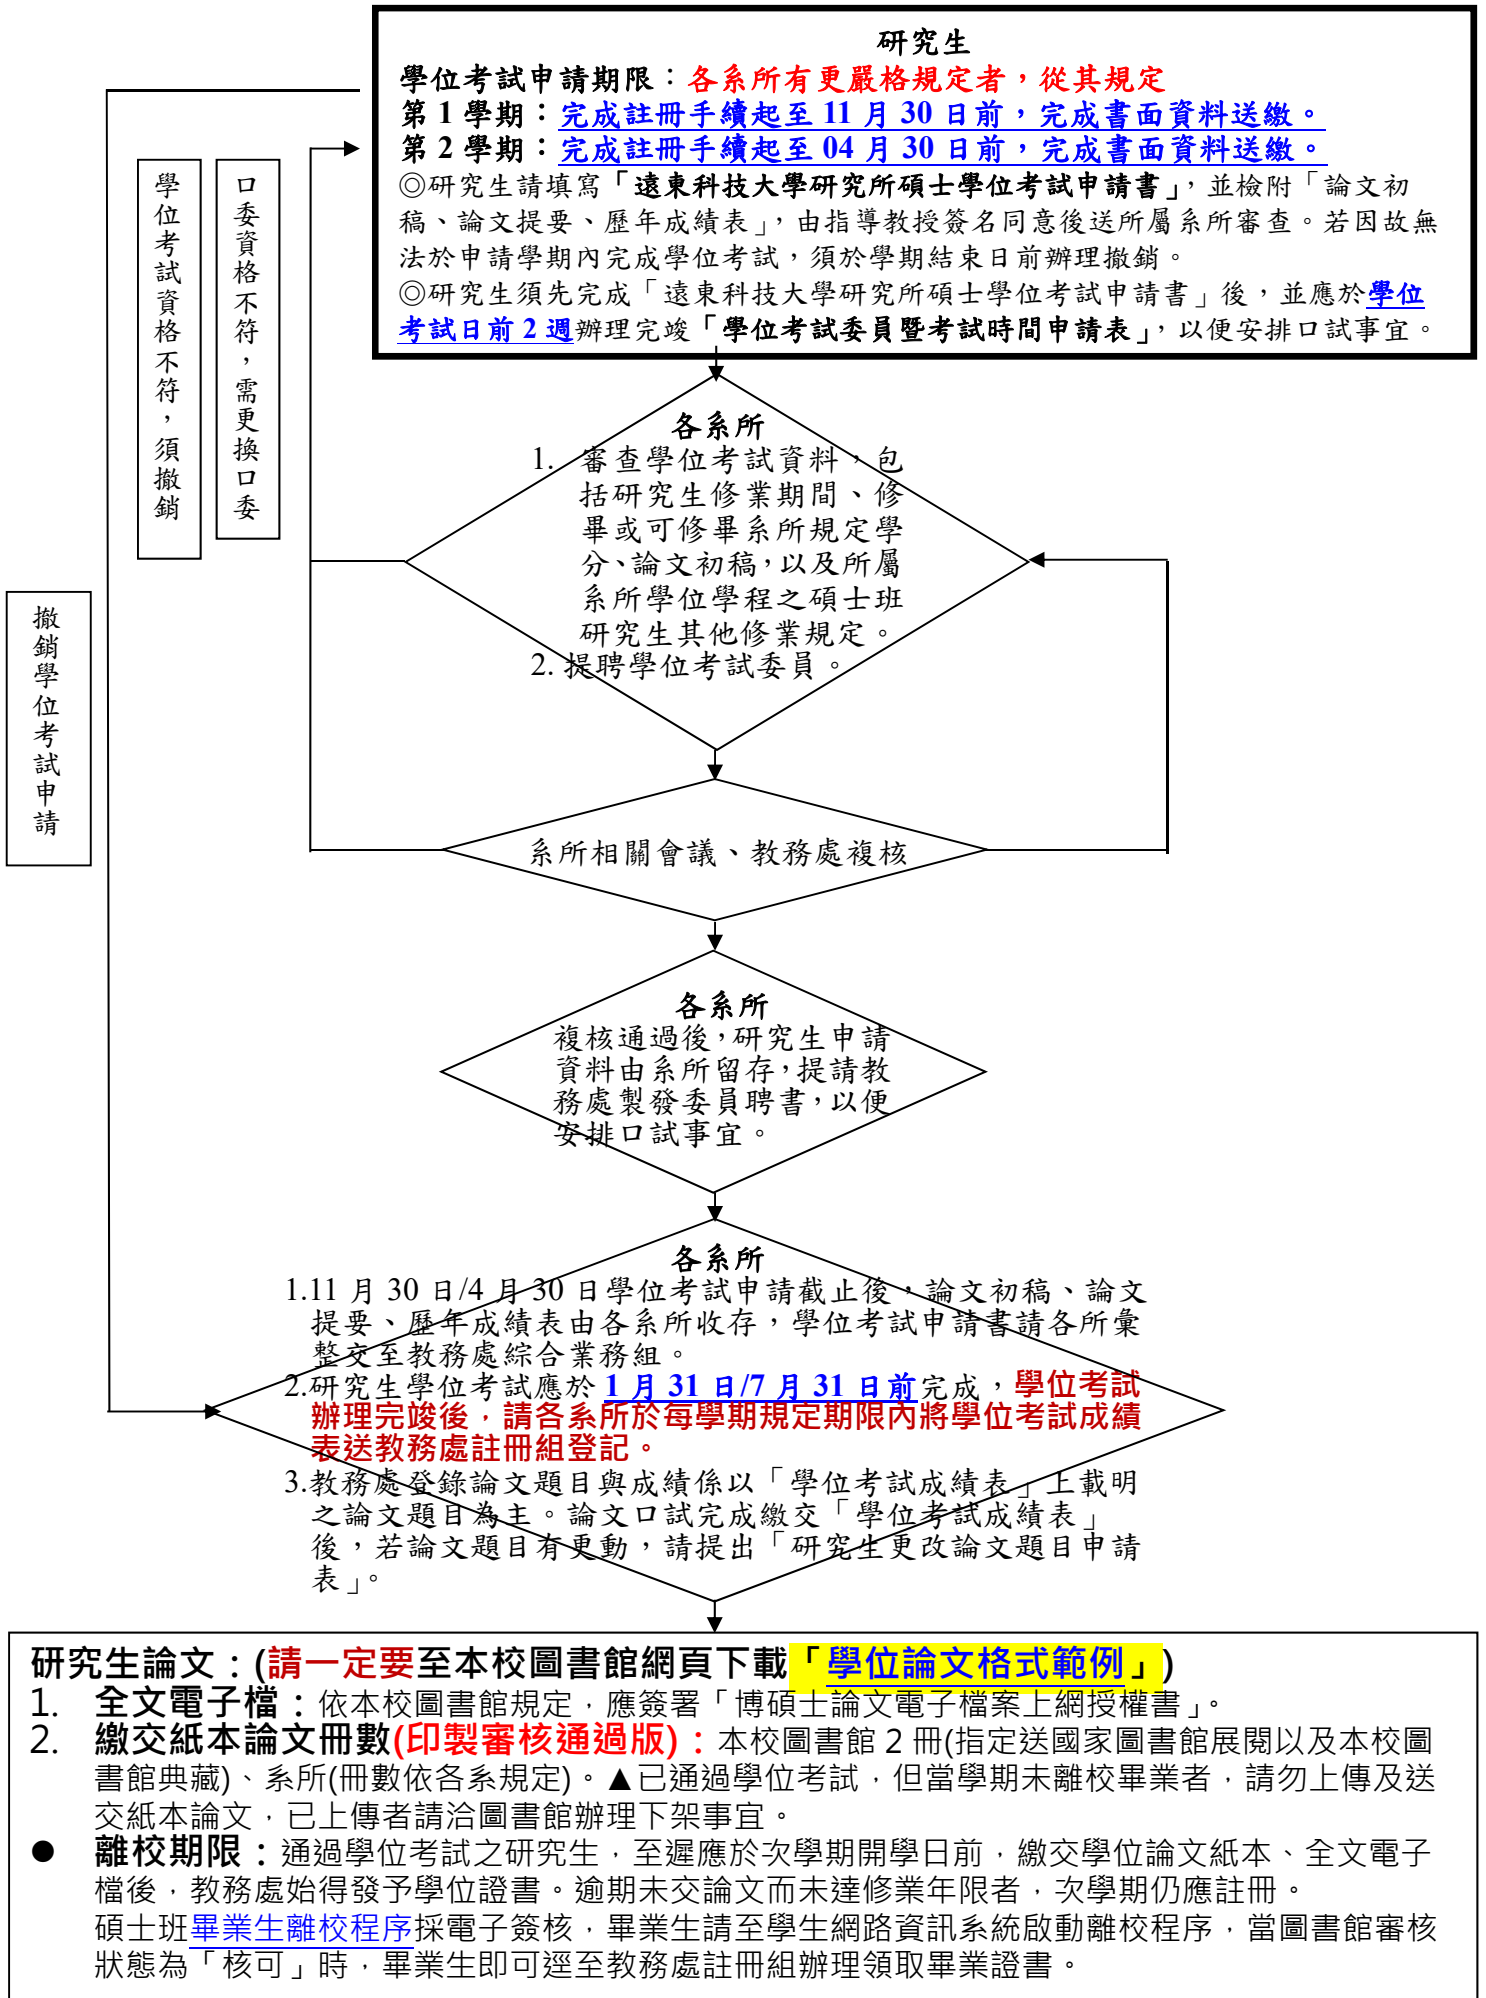 研究生
學位考試申請期限：各系所有更嚴格規定者，從其規定
第 1 學期：完成註冊手續起至 11 月 30 日前，完成書面資料送繳。
第 2 學期：完成註冊手續起至 04 月 30 日前，完成書面資料送繳。
◎研究生請填寫「遠東科技大學研究所碩士學位考試申請書」，並檢附「論文初
稿、論文提要、歷年成績表」，由指導教授簽名同意後送所屬系所審查。若因故無
法於申請學期內完成學位考試，須於學期結束日前辦理撤銷。
◎研究生須先完成「遠東科技大學研究所碩士學位考試申請書」後，並應於學位
考試日前 2 週辦理完竣「學位考試委員暨考試時間申請表」，以便安排口試事宜。
學位考試資格不符，須撤銷
口委資格不符，需更換口委
撤銷學位考試申請
各系所
1. 審查學位考試資料，包
括研究生修業期間、修
畢或可修畢系所規定學
分、論文初稿，以及所屬
系所學位學程之碩士班
研究生其他修業規定。
2. 提聘學位考試委員。
系所相關會議、教務處複核
各系所
複核通過後，研究生申請
資料由系所留存，提請教
務處製發委員聘書，以便
安排口試事宜。
各系所
1.11 月 30 日/4 月 30 日學位考試申請截止後，論文初稿、論文
提要、歷年成績表由各系所收存，學位考試申請書請各所彙
整交至教務處綜合業務組。
2.研究生學位考試應於 1 月 31 日/7 月 31 日前完成，學位考試
辦理完竣後，請各系所於每學期規定期限內將學位考試成績
表送教務處註冊組登記。
3.教務處登錄論文題目與成績係以「學位考試成績表」上載明
之論文題目為主。論文口試完成繳交「學位考試成績表」
後，若論文題目有更動，請提出「研究生更改論文題目申請
表」。
研究生論文：(請一定要至本校圖書館網頁下載「學位論文格式範例」)
1. 全文電子檔：依本校圖書館規定，應簽署「博碩士論文電子檔案上網授權書」。
2. 繳交紙本論文冊數(印製審核通過版)：本校圖書館 2 冊(指定送國家圖書館展閱以及本校圖
書館典藏)、系所(冊數依各系規定)。▲已通過學位考試，但當學期未離校畢業者，請勿上傳及送
交紙本論文，已上傳者請洽圖書館辦理下架事宜。
● 離校期限：通過學位考試之研究生，至遲應於次學期開學日前，繳交學位論文紙本、全文電子
檔後，教務處始得發予學位證書。逾期未交論文而未達修業年限者，次學期仍應註冊。
碩士班畢業生離校程序採電子簽核，畢業生請至學生網路資訊系統啟動離校程序，當圖書館審核
狀態為「核可」時，畢業生即可逕至教務處註冊組辦理領取畢業證書。